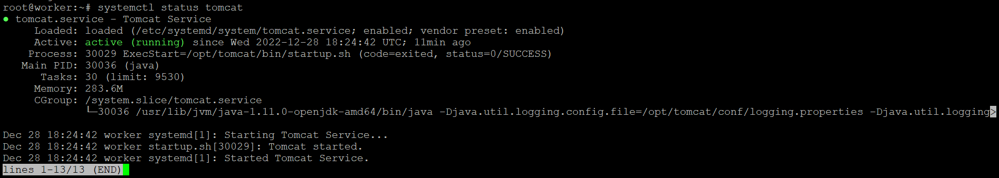 root@worker:~# systemctl status tomcat
● tomcat.service - Tomcat Service
     Loaded: loaded (/etc/systemd/system/tomcat.service; enabled; vendor preset: enabled)
     Active: active (running) since Wed 2022-12-28 18:24:42 UTC; 11min ago
    Process: 30029 ExecStart=/opt/tomcat/bin/startup.sh (code=exited, status=0/SUCCESS)
   Main PID: 30036 (java)
      Tasks: 30 (limit: 9530)
     Memory: 283.6M
     CGroup: /system.slice/tomcat.service
             └─30036 /usr/lib/jvm/java-1.11.0-openjdk-amd64/bin/java -Djava.util.logging.config.file=/opt/tomcat/conf/logging.properties -Djava.util.logging>

Dec 28 18:24:42 worker systemd[1]: Starting Tomcat Service...
Dec 28 18:24:42 worker startup.sh[30029]: Tomcat started.
Dec 28 18:24:42 worker systemd[1]: Started Tomcat Service.
lines 1-13/13 (END)